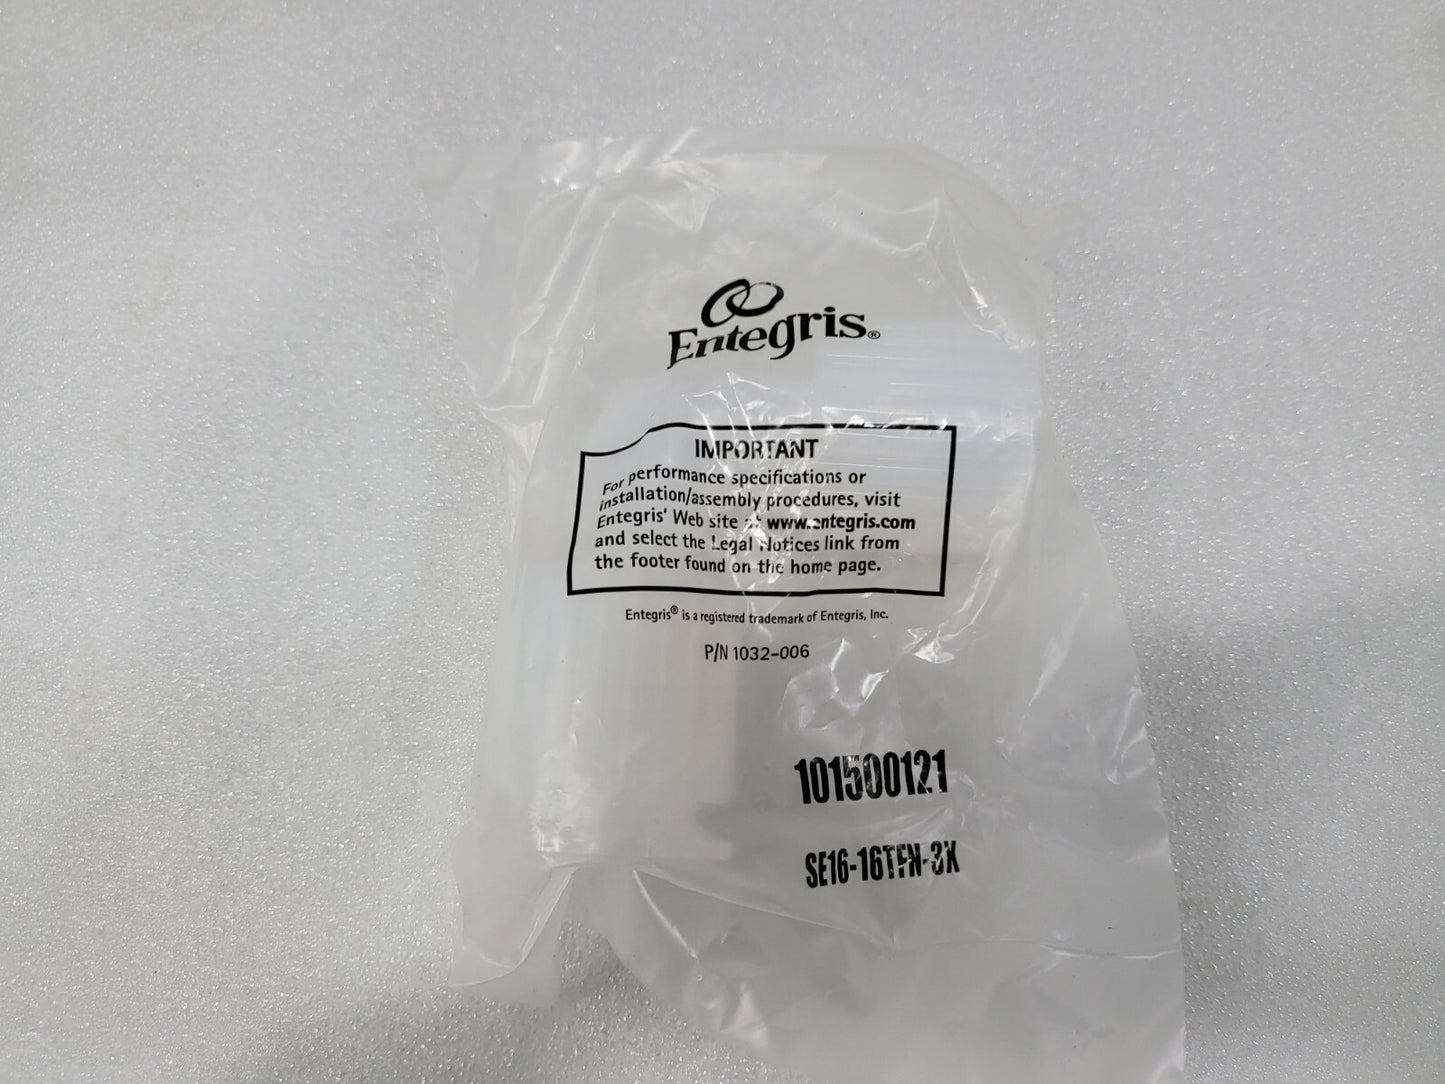 Entegris®
IMPORTANT
For performance specifications or
installation/assembly procedures, visit
Entegris' Web site at www.entegris.com
and select the Legal Notices link from
the footer found on the home page.
Entegris® is a registered trademark of Entegris, Inc.
P/N 1032-006
101500121
SE16-16TFN-3X